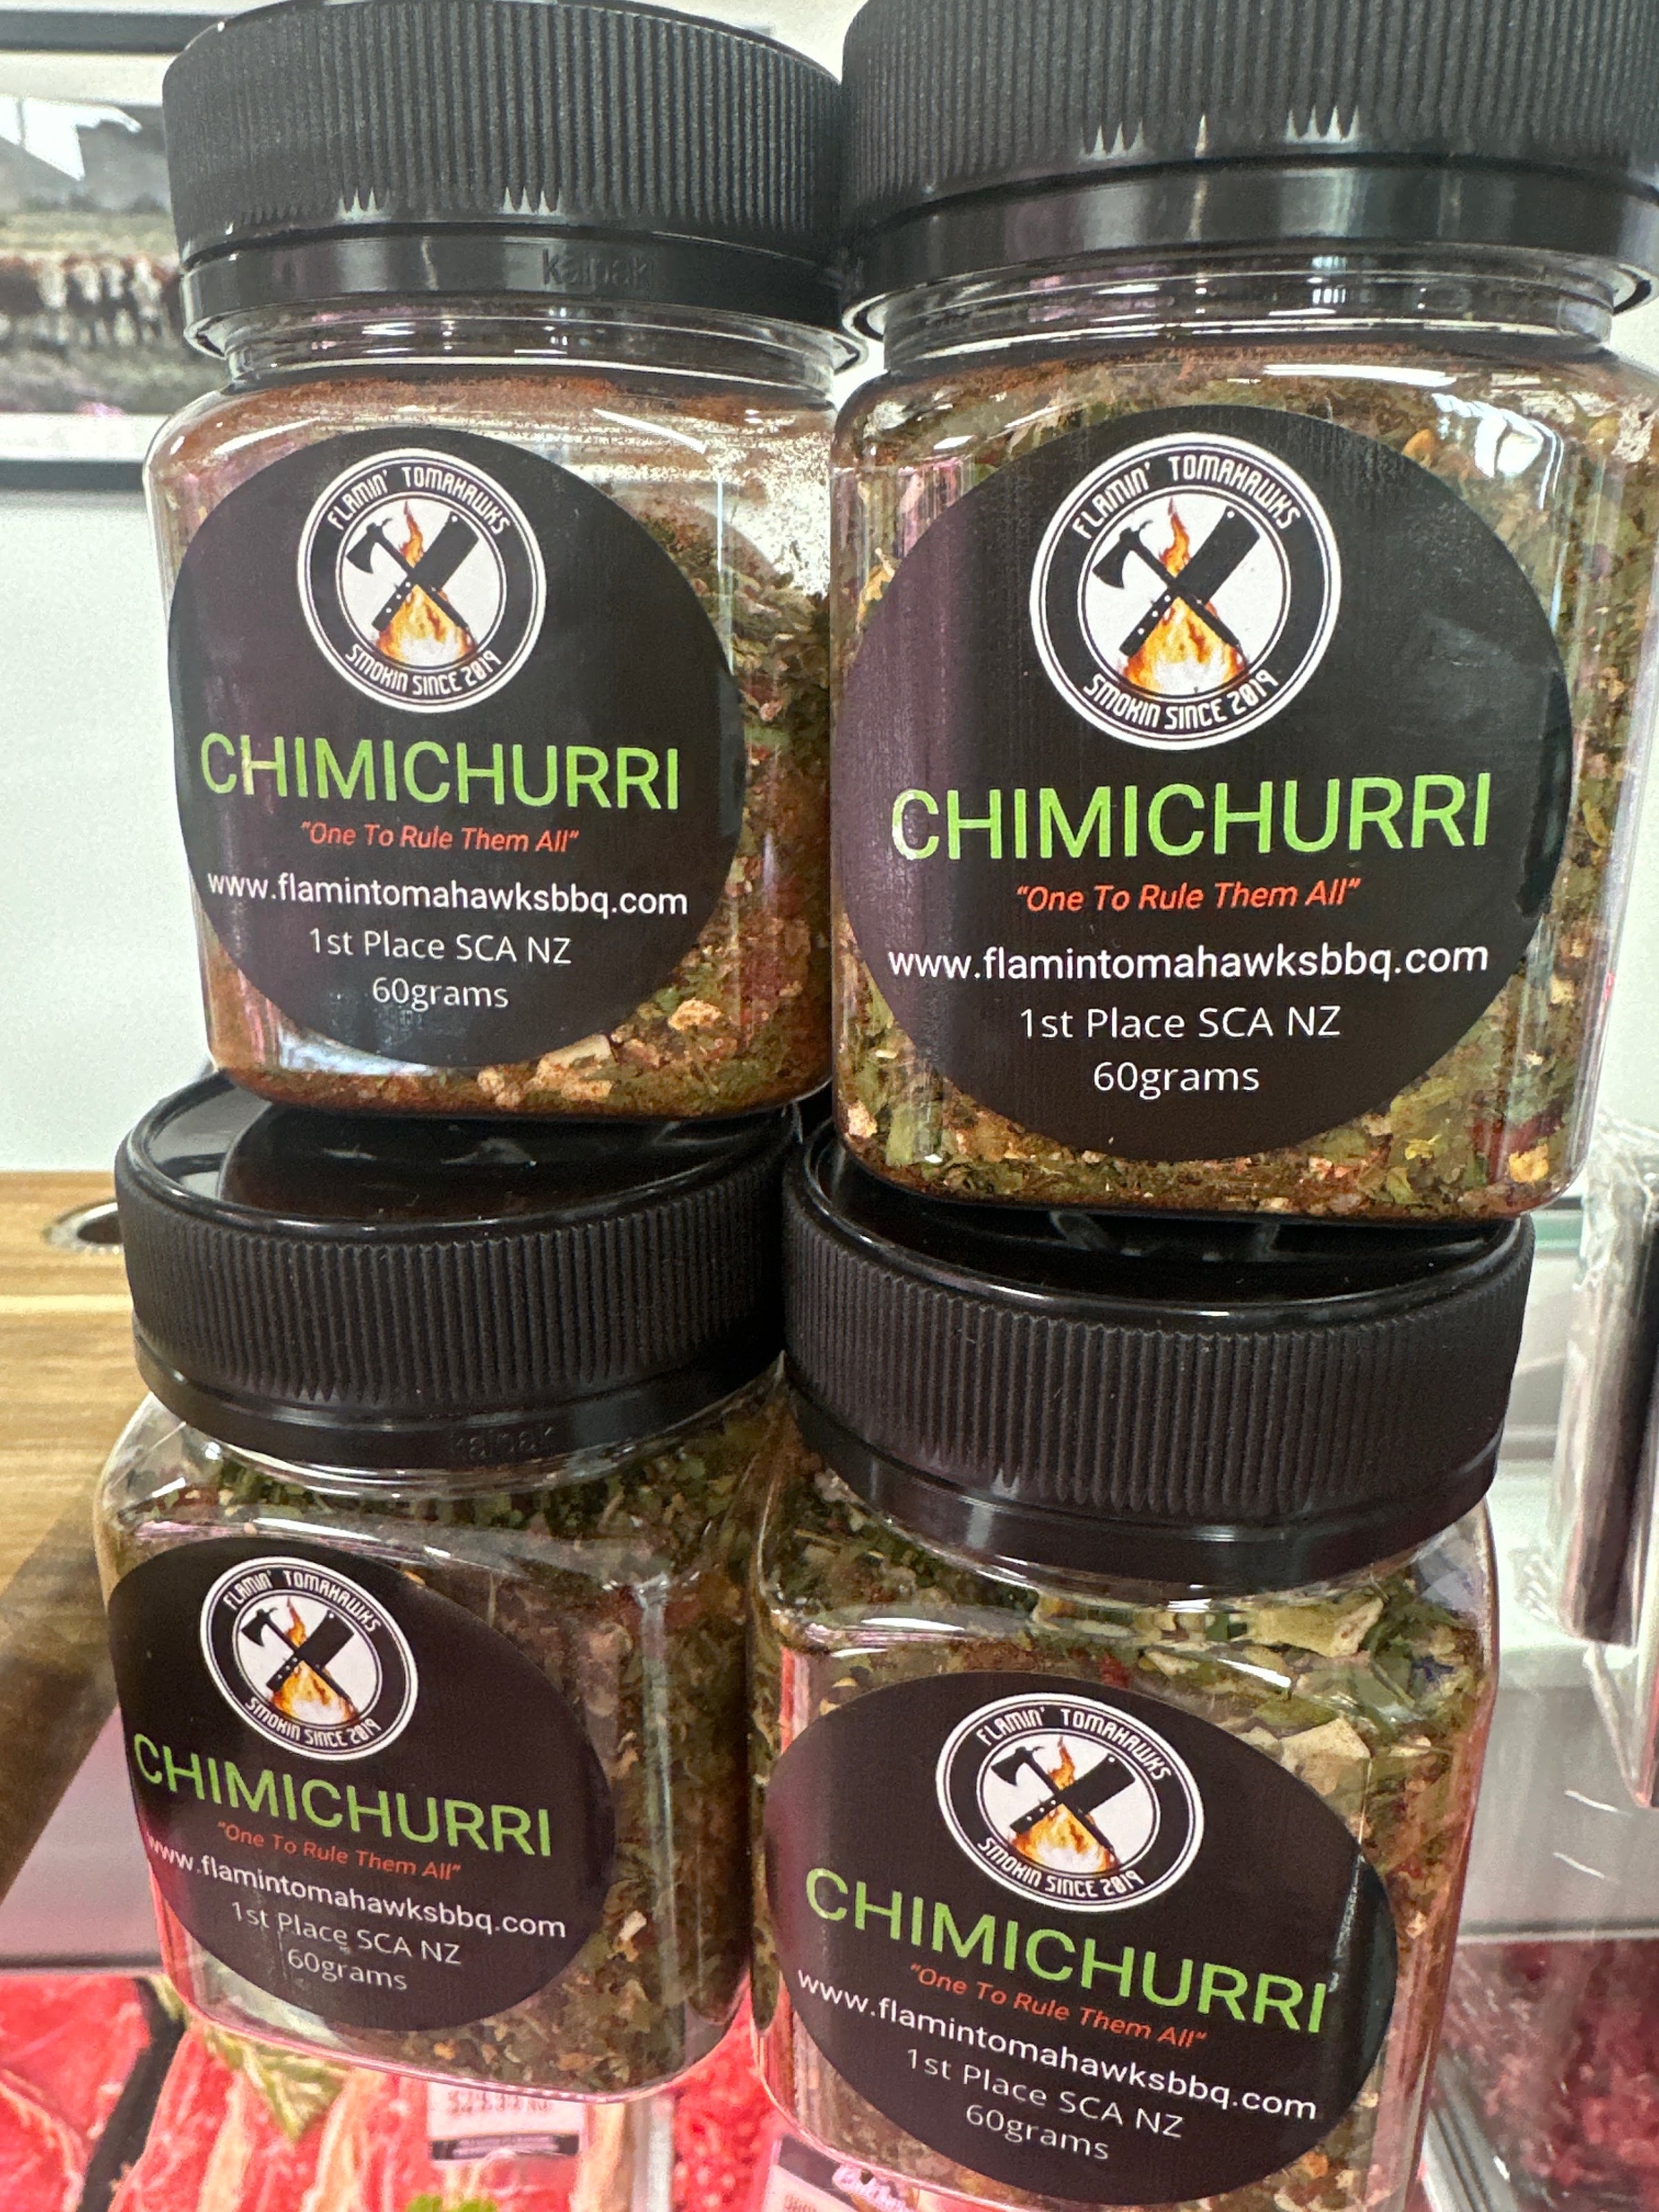 kaipak
FLAMIN' TOMAHAWKS
SMOKIN SINCE 2019
CHIMICHURRI
"One To Rule Them All"
www.flamintomahawksbbq.com
1st Place SCA NZ
60grams
FLAMIN' TOMAHAWKS
SMOKIN SINCE 2019
CHIMICHURRI
"One To Rule Them All"
www.flamintomahawksbbq.com
1st Place SCA NZ
60grams
kaipak
FLAMIN' TOMAHAWKS
SMOKIN SINCE 2019
CHIMICHURRI
"One To Rule Them All"
www.flamintomahawksbbq.com
1st Place SCA NZ
60grams
FLAMIN' TOMAHAWKS
SMOKIN SINCE 2019
CHIMICHURRI
"One To Rule Them All"
www.flamintomahawksbbq.com
1st Place SCA NZ
60grams